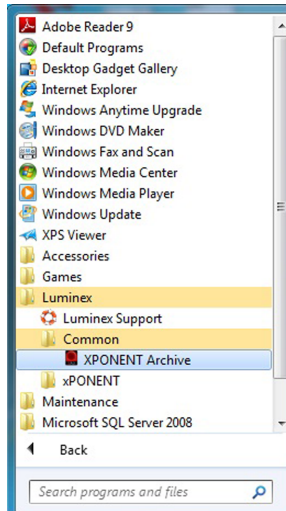 Adobe Reader 9
Default Programs
Desktop Gadget Gallery
Internet Explorer
Windows Anytime Upgrade
Windows DVD Maker
Windows Fax and Scan
Windows Media Center
Windows Media Player
Windows Update
XPS Viewer
Accessories
Games
Luminex
Luminex Support
Common
XPONENT Archive
xPONENT
Maintenance
Microsoft SQL Server 2008
Back
Search programs and files